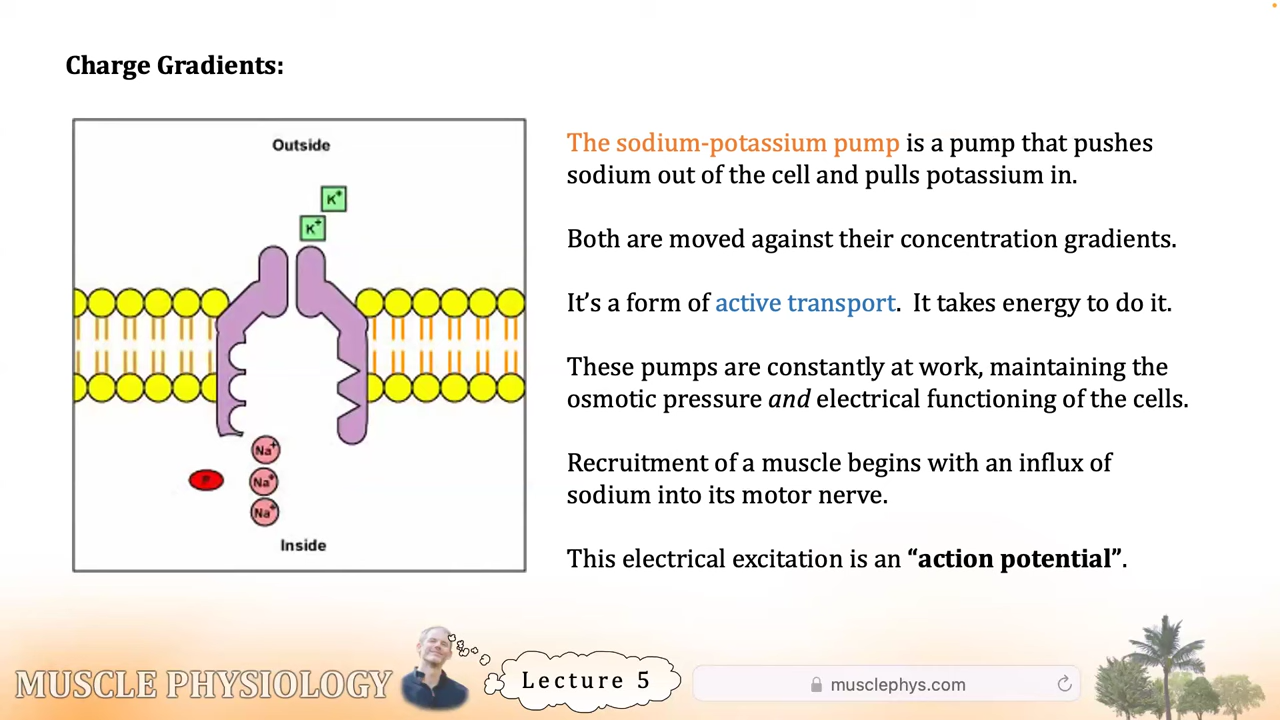 Charge Gradients:
Outside
K+
K+
Na+
Na+
Na+
P
Inside
The sodium-potassium pump is a pump that pushes
sodium out of the cell and pulls potassium in.
Both are moved against their concentration gradients.
It’s a form of active transport.  It takes energy to do it.
These pumps are constantly at work, maintaining the
osmotic pressure and electrical functioning of the cells.
Recruitment of a muscle begins with an influx of
sodium into its motor nerve.
This electrical excitation is an “action potential”.
MUSCLE PHYSIOLOGY
Lecture 5
musclephys.com